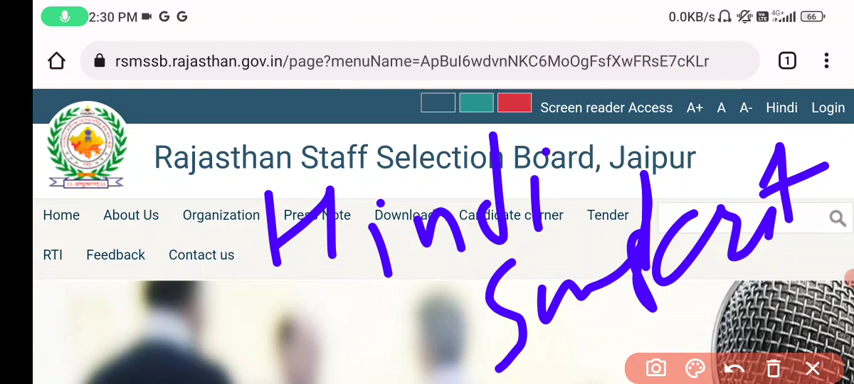 2:30 PM G G 0.0KB/s 4G+ 66
rsmssb.rajasthan.gov.in/page?menuName=ApBuI6wdvnNKC6MoOgFsfXwFRsE7cKLr 1
Screen reader Access A+ A A- Hindi Login
Rajasthan Staff Selection Board, Jaipur
Home About Us Organization Press Note Download Candidate corner Tender
RTI Feedback Contact us
Hindi